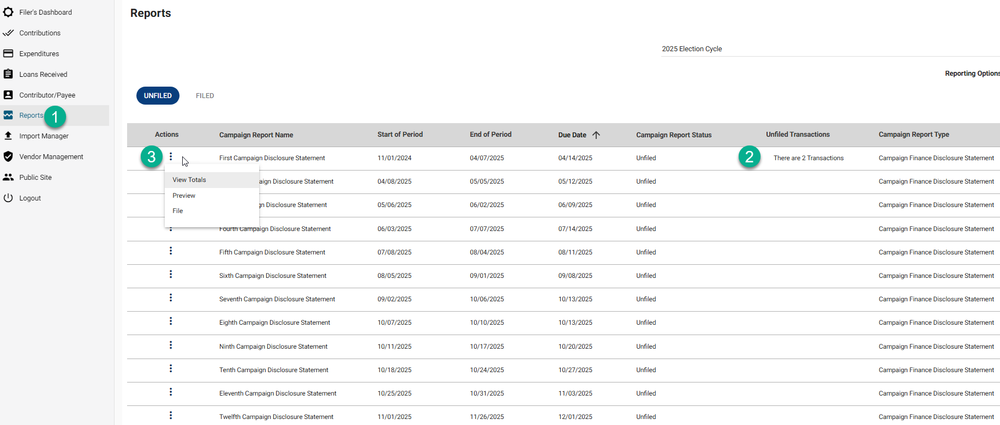 Filer's Dashboard
Contributions
Expenditures
Loans Received
Contributor/Payee
Reports 1
Import Manager
Vendor Management
Public Site
Logout
Reports
2025 Election Cycle
Reporting Options
UNFILED FILED
Actions Campaign Report Name Start of Period End of Period Due Date Campaign Report Status Unfiled Transactions Campaign Report Type
3 First Campaign Disclosure Statement 11/01/2024 04/07/2025 04/14/2025 Unfiled 2 There are 2 Transactions Campaign Finance Disclosure Statement
View Totals
Preview
File
aign Disclosure Statement 04/08/2025 05/05/2025 05/12/2025 Unfiled Campaign Finance Disclosure Statement
gn Disclosure Statement 05/06/2025 06/02/2025 06/09/2025 Unfiled Campaign Finance Disclosure Statement
Fourth Campaign Disclosure Statement 06/03/2025 07/07/2025 07/14/2025 Unfiled Campaign Finance Disclosure Statement
Fifth Campaign Disclosure Statement 07/08/2025 08/04/2025 08/11/2025 Unfiled Campaign Finance Disclosure Statement
Sixth Campaign Disclosure Statement 08/05/2025 09/01/2025 09/08/2025 Unfiled Campaign Finance Disclosure Statement
Seventh Campaign Disclosure Statement 09/02/2025 10/06/2025 10/13/2025 Unfiled Campaign Finance Disclosure Statement
Eighth Campaign Disclosure Statement 10/07/2025 10/10/2025 10/13/2025 Unfiled Campaign Finance Disclosure Statement
Ninth Campaign Disclosure Statement 10/11/2025 10/17/2025 10/20/2025 Unfiled Campaign Finance Disclosure Statement
Tenth Campaign Disclosure Statement 10/18/2025 10/24/2025 10/27/2025 Unfiled Campaign Finance Disclosure Statement
Eleventh Campaign Disclosure Statement 10/25/2025 10/31/2025 11/03/2025 Unfiled Campaign Finance Disclosure Statement
Twelfth Campaign Disclosure Statement 11/01/2025 11/26/2025 12/01/2025 Unfiled Campaign Finance Disclosure Statement